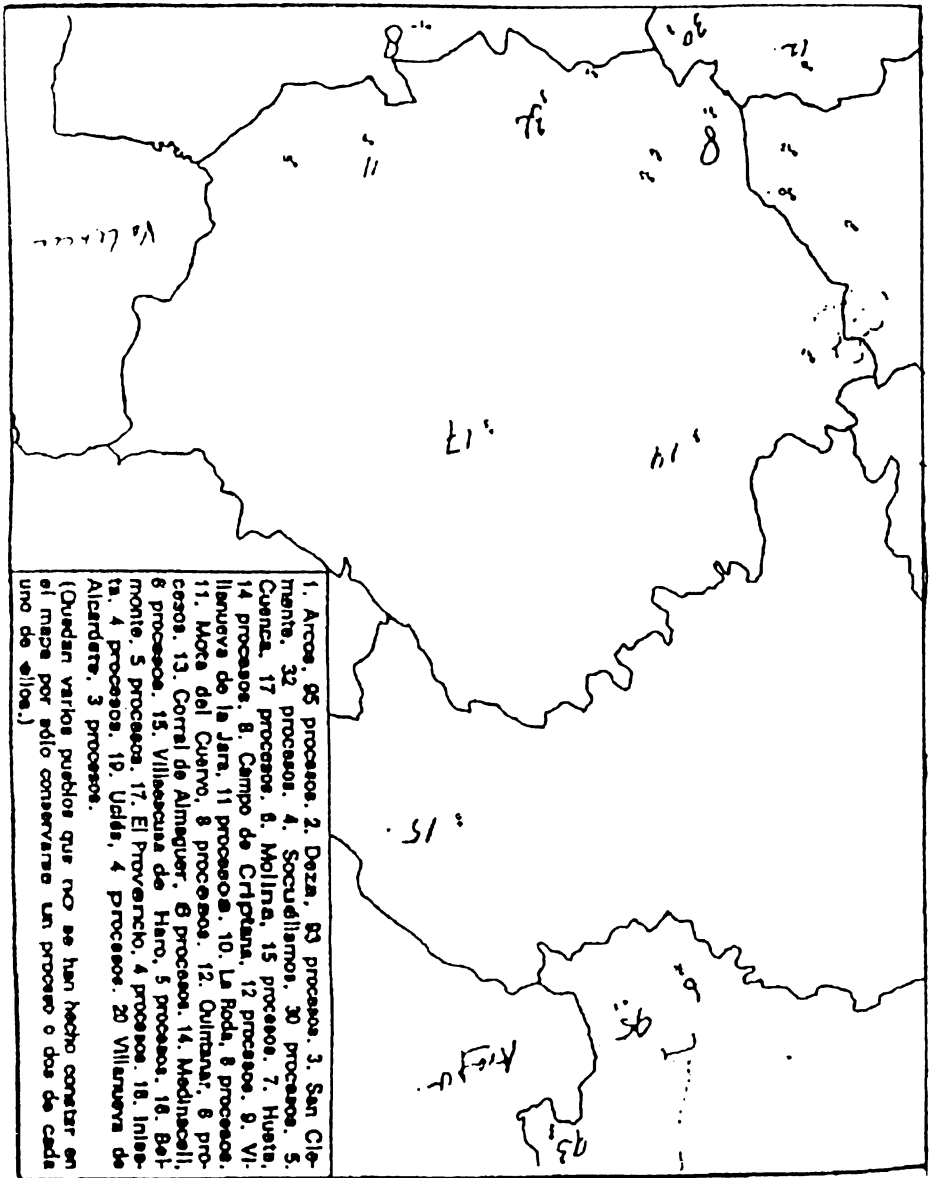 1. Arcos, 95 procesos. 2. Deza, 93 procesos. 3. San Cle-
mente, 32 procesos. 4. Socuéllamos, 30 procesos. 5.
Cuenca, 17 procesos. 6. Molina, 15 procesos. 7. Huete,
14 procesos. 8. Campo de Criptana, 12 procesos. 9. Vi-
llanueva de la Jara, 11 procesos. 10. La Roda, 8 procesos.
11. Mota del Cuervo, 8 procesos. 12. Quintanar, 6 pro-
cesos. 13. Corral de Almaguer, 6 procesos. 14. Medinaceli,
6 procesos. 15. Villaescusa de Haro, 5 procesos. 16. Bel-
monte, 5 procesos. 17. El Provencio, 4 procesos. 18. Inies-
ta, 4 procesos. 19. Uclés, 4 procesos. 20 Villanueva de
Alcardete, 3 procesos.
(Quedan varios pueblos que no se han hecho constar en
el mapa por sólo conservarse un proceso o dos de cada
uno de ellos.)
93
95
15
14
17
8
11
12
30
Valencia